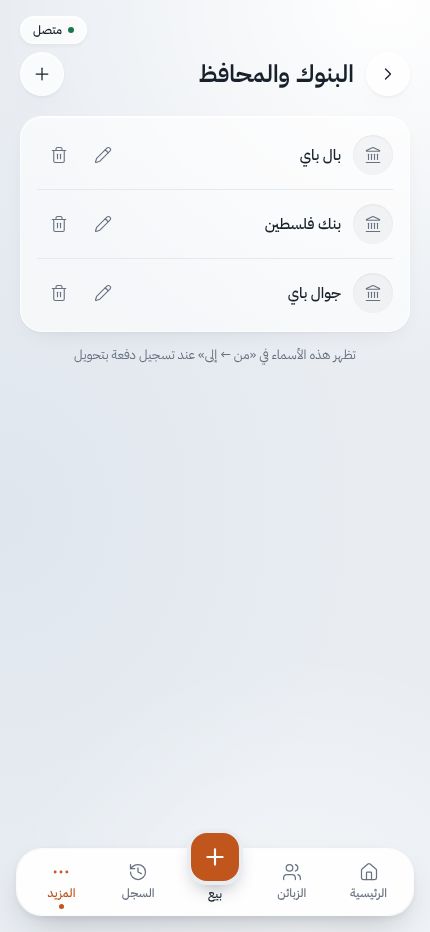 متصل
البنوك والمحافظ
بال باي
بنك فلسطين
جوال باي
تظهر هذه الأسماء في «من ← إلى» عند تسجيل دفعة بتحويل
الرئيسية
الزبائن
بيع
السجل
المزيد